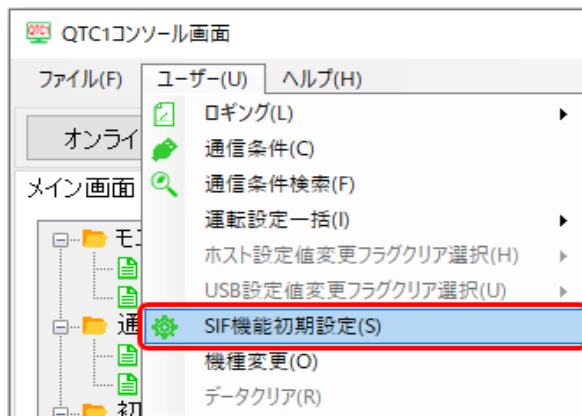 QTC1コンソール画面
ファイル(F) ユーザー(U) ヘルプ(H)
オンライ
メイン画面
ロギング(L)
通信条件(C)
通信条件検索(F)
運転設定一括(I)
ホスト設定値変更フラグクリア選択(H)
USB設定値変更フラグクリア選択(U)
SIF機能初期設定(S)
機種変更(O)
データクリア(R)
モニ
通
初